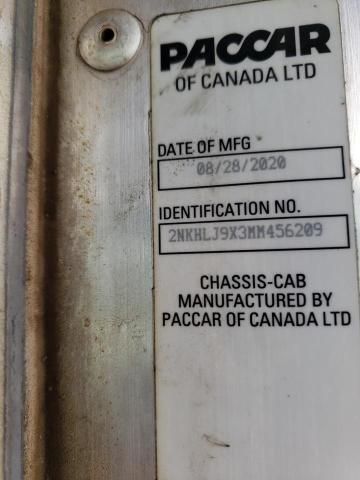 PACCAR
OF CANADA LTD
DATE OF MFG
08/28/2020
IDENTIFICATION NO.
2NKHLJ9X3MM456209
CHASSIS-CAB
MANUFACTURED BY
PACCAR OF CANADA LTD